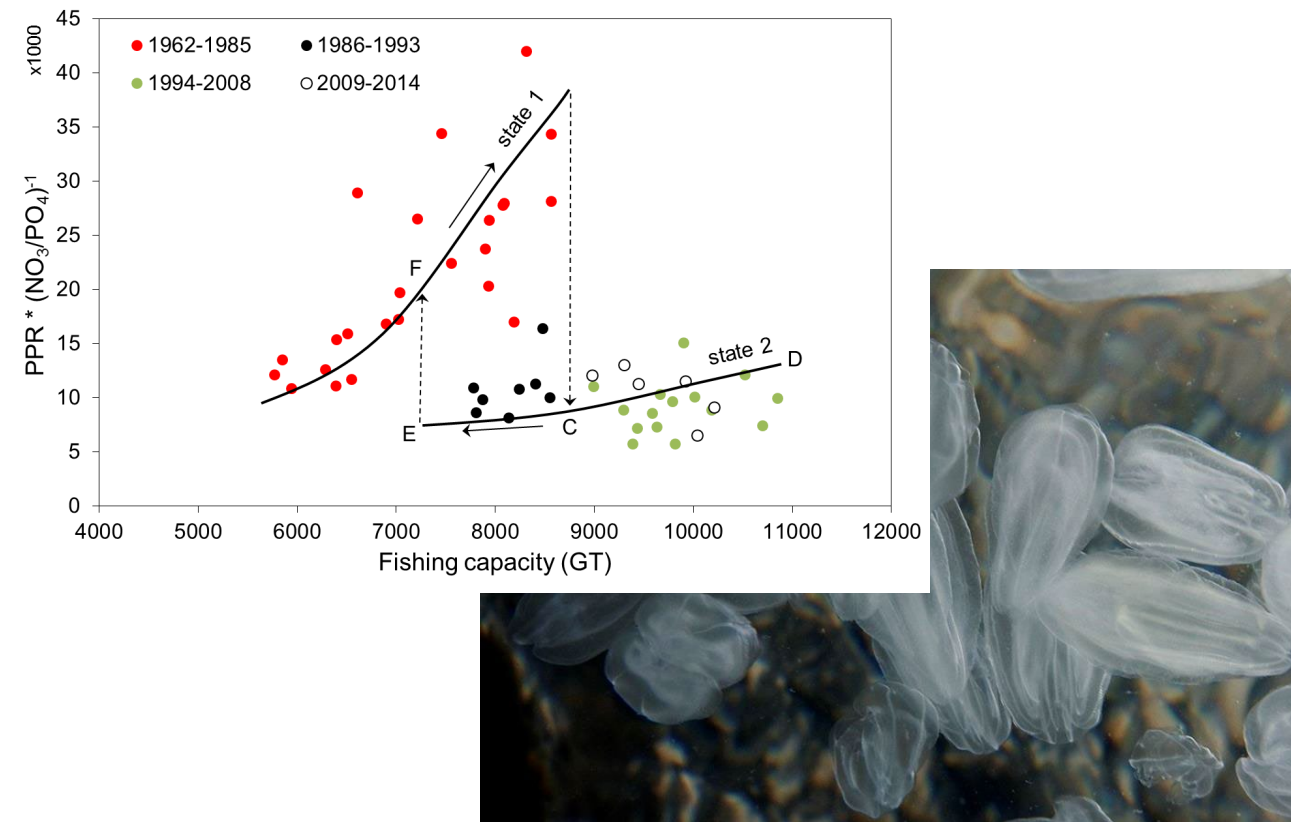 45
x1000
1962-1985
1986-1993
1994-2008
2009-2014
40
35
30
25
20
15
10
5
0
PPR * (NO₃/PO₄)⁻¹
state 1
F
state 2
D
E
C
4000 5000 6000 7000 8000 9000 10000 11000 12000
Fishing capacity (GT)